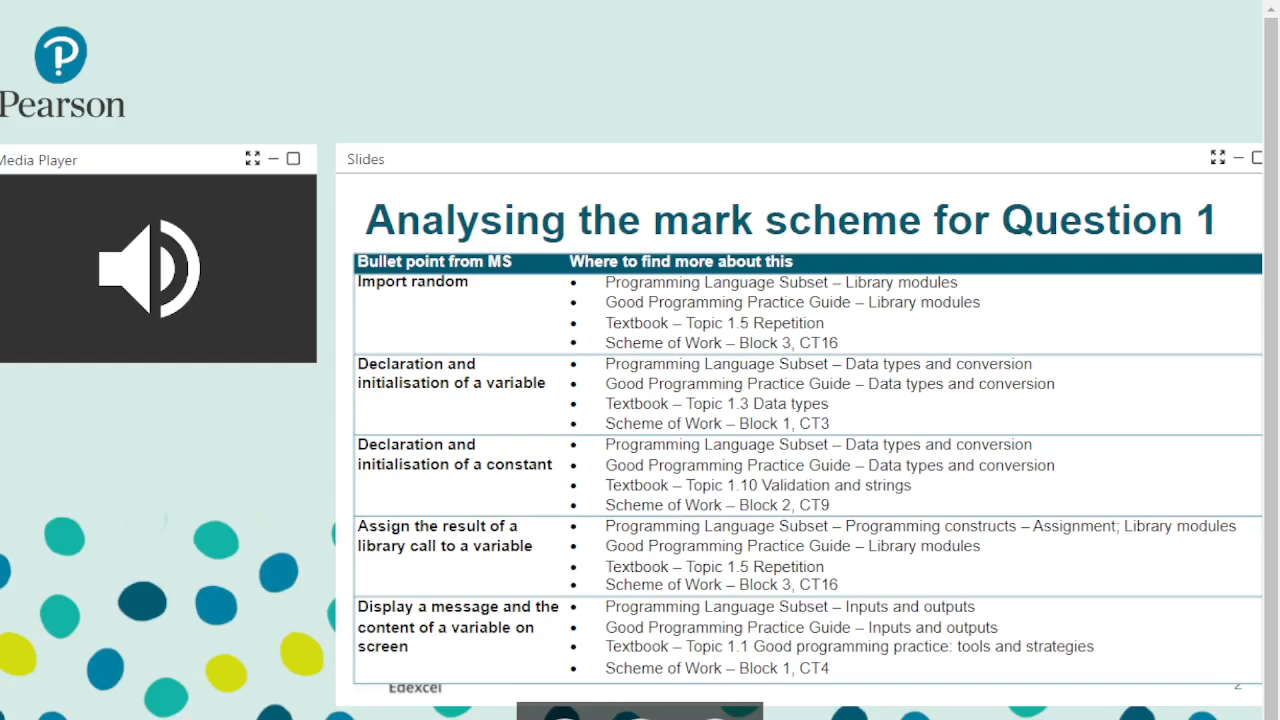 Pearson
Media Player
Slides
Analysing the mark scheme for Question 1
Bullet point from MS Where to find more about this
Import random
• Programming Language Subset – Library modules
• Good Programming Practice Guide – Library modules
• Textbook – Topic 1.5 Repetition
• Scheme of Work – Block 3, CT16
Declaration and
initialisation of a variable
• Programming Language Subset – Data types and conversion
• Good Programming Practice Guide – Data types and conversion
• Textbook – Topic 1.3 Data types
• Scheme of Work – Block 1, CT3
Declaration and
initialisation of a constant
• Programming Language Subset – Data types and conversion
• Good Programming Practice Guide – Data types and conversion
• Textbook – Topic 1.10 Validation and strings
• Scheme of Work – Block 2, CT9
Assign the result of a
library call to a variable
• Programming Language Subset – Programming constructs – Assignment; Library modules
• Good Programming Practice Guide – Library modules
• Textbook – Topic 1.5 Repetition
• Scheme of Work – Block 3, CT16
Display a message and the
content of a variable on
screen
• Programming Language Subset – Inputs and outputs
• Good Programming Practice Guide – Inputs and outputs
• Textbook – Topic 1.1 Good programming practice: tools and strategies
• Scheme of Work – Block 1, CT4
Edexcel
2